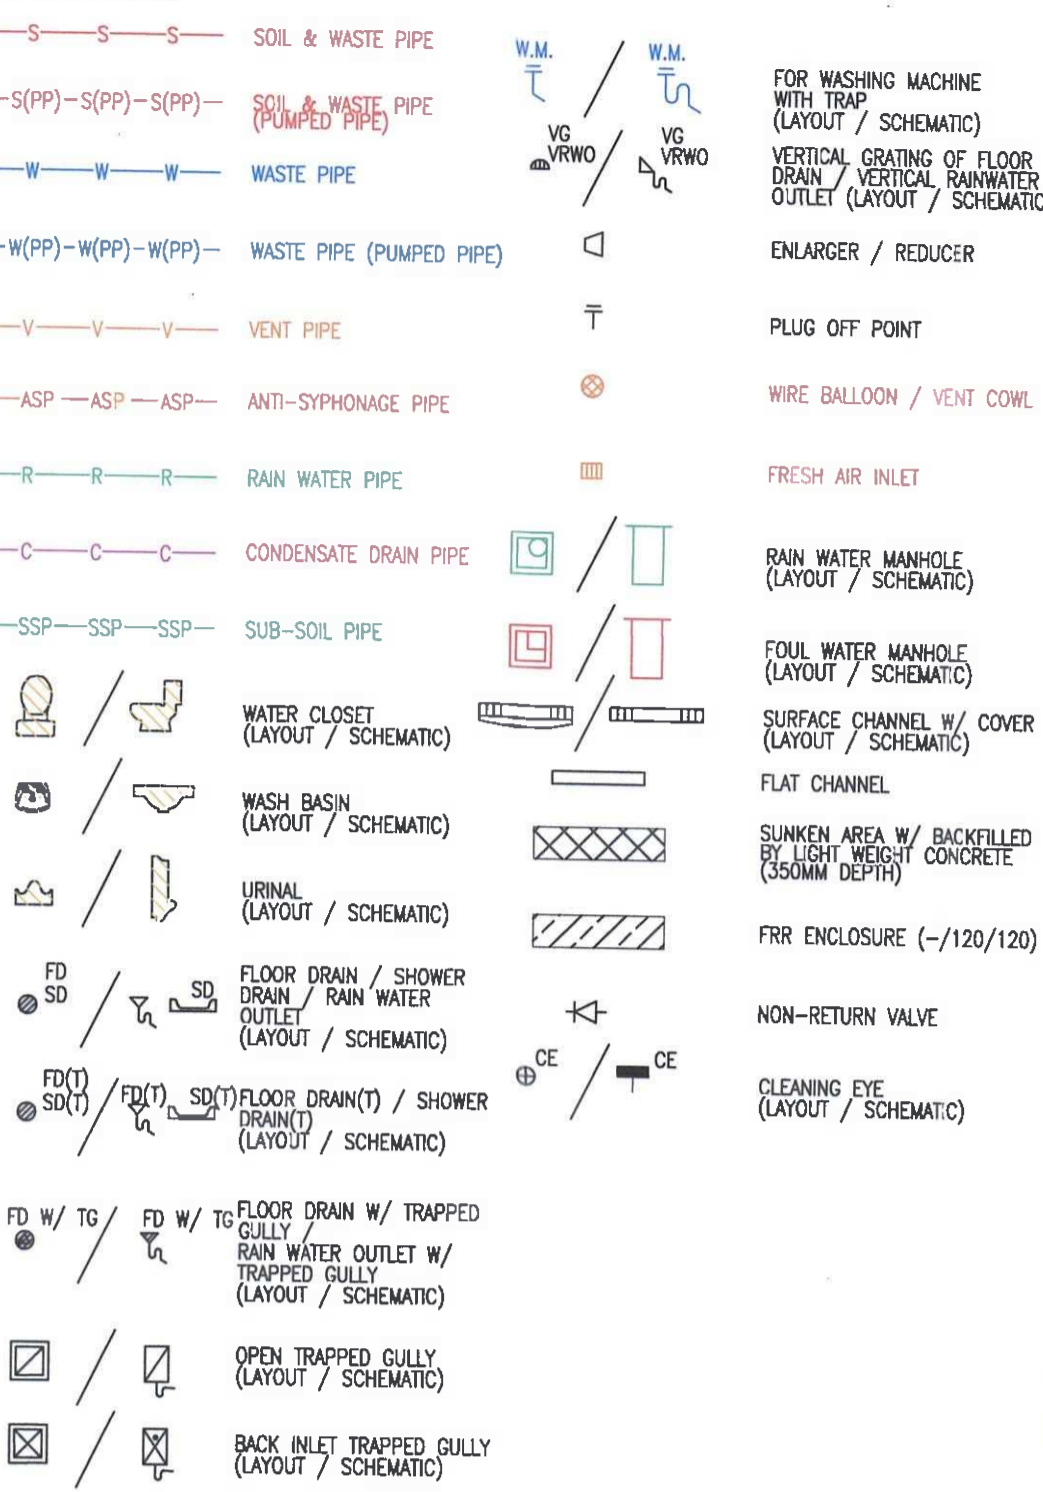 S S S SOIL & WASTE PIPE
S(PP) S(PP) S(PP) SOIL & WASTE PIPE
(PUMPED PIPE)
W W W WASTE PIPE
W(PP) W(PP) W(PP) WASTE PIPE (PUMPED PIPE)
V V V VENT PIPE
ASP ASP ASP ANTI-SYPHONAGE PIPE
R R R RAIN WATER PIPE
C C C CONDENSATE DRAIN PIPE
SSP SSP SSP SUB-SOIL PIPE
WATER CLOSET
(LAYOUT / SCHEMATIC)
WASH BASIN
(LAYOUT / SCHEMATIC)
URINAL
(LAYOUT / SCHEMATIC)
FD
SD
SD
FLOOR DRAIN / SHOWER
DRAIN / RAIN WATER
OUTLET
(LAYOUT / SCHEMATIC)
FD(T)
SD(T)
FD(T) SD(T)
FLOOR DRAIN(T) / SHOWER
DRAIN(T)
(LAYOUT / SCHEMATIC)
FD W/ TG
FD W/ TG
FLOOR DRAIN W/ TRAPPED
GULLY /
RAIN WATER OUTLET W/
TRAPPED GULLY
(LAYOUT / SCHEMATIC)
OPEN TRAPPED GULLY
(LAYOUT / SCHEMATIC)
BACK INLET TRAPPED GULLY
(LAYOUT / SCHEMATIC)
W.M.
W.M.
FOR WASHING MACHINE
WITH TRAP
(LAYOUT / SCHEMATIC)
VG
VRWO
VG
VRWO
VERTICAL GRATING OF FLOOR
DRAIN / VERTICAL RAINWATER
OUTLET (LAYOUT / SCHEMATIC
ENLARGER / REDUCER
PLUG OFF POINT
WIRE BALLOON / VENT COWL
FRESH AIR INLET
RAIN WATER MANHOLE
(LAYOUT / SCHEMATIC)
FOUL WATER MANHOLE
(LAYOUT / SCHEMATIC)
SURFACE CHANNEL W/ COVER
(LAYOUT / SCHEMATIC)
FLAT CHANNEL
SUNKEN AREA W/ BACKFILLED
BY LIGHT WEIGHT CONCRETE
(350MM DEPTH)
FRR ENCLOSURE (-/120/120)
NON-RETURN VALVE
CE
CE
CLEANING EYE
(LAYOUT / SCHEMATIC)